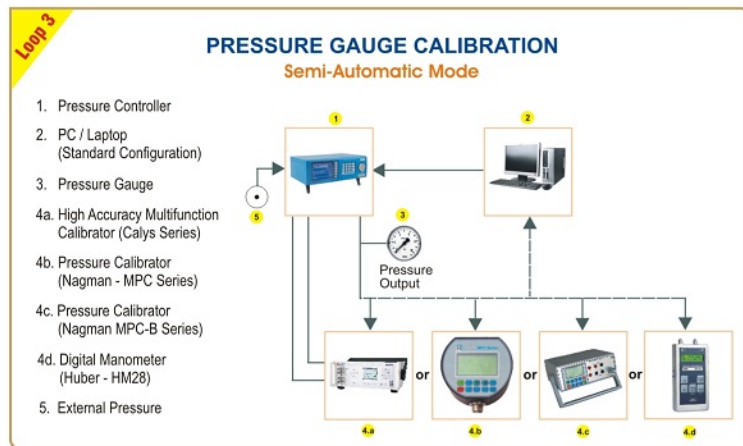 Loop 3
PRESSURE GAUGE CALIBRATION
Semi-Automatic Mode
1. Pressure Controller
2. PC / Laptop
(Standard Configuration)
3. Pressure Gauge
4a. High Accuracy Multifunction
Calibrator (Calys Series)
4b. Pressure Calibrator
(Nagman - MPC Series)
4c. Pressure Calibrator
(Nagman MPC-B Series)
4d. Digital Manometer
(Huber - HM28)
5. External Pressure
1
2
5
3
Pressure
Output
or
or
or
4.a
4.b
4.c
4.d